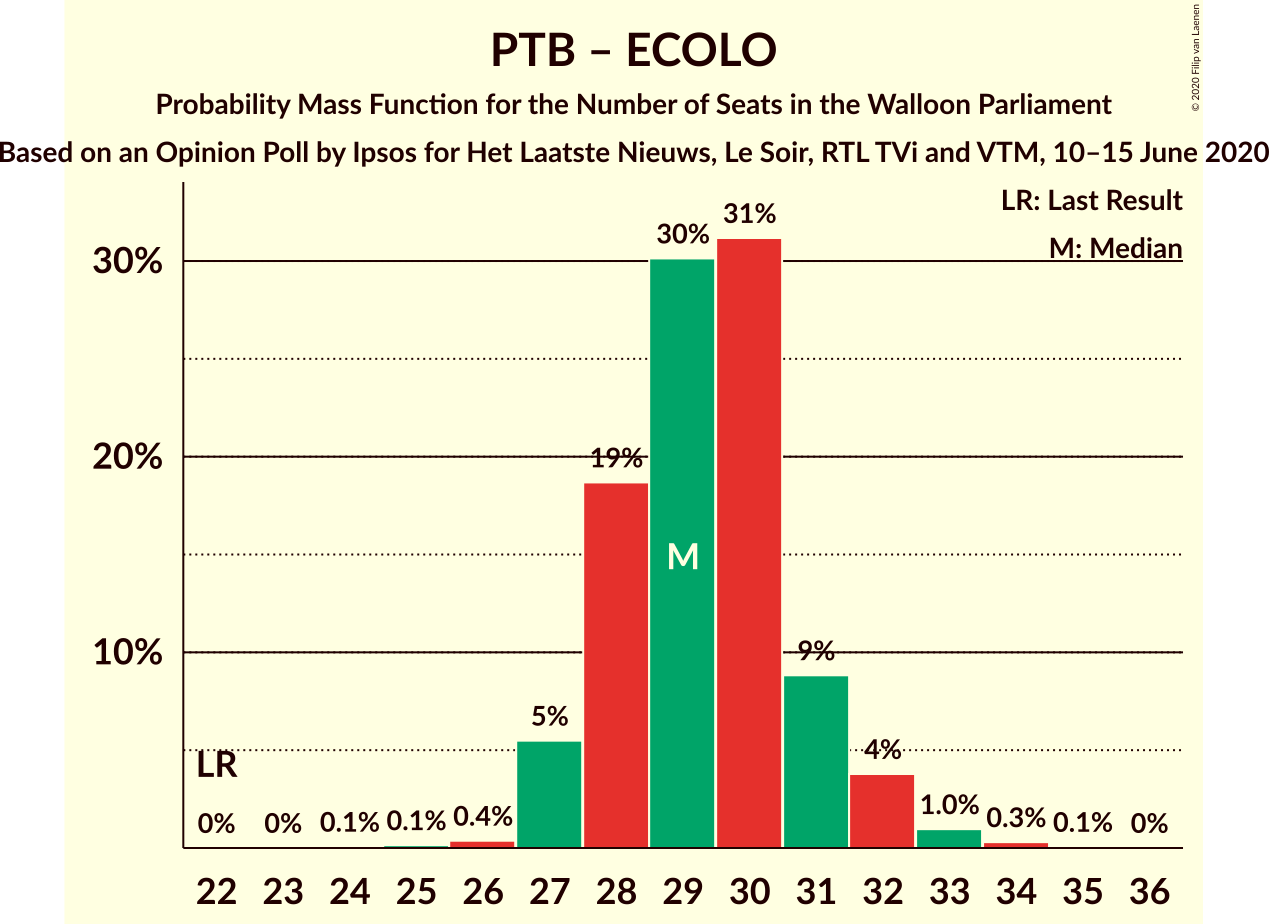 PTB – ECOLO
Probability Mass Function for the Number of Seats in the Walloon Parliament
Based on an Opinion Poll by Ipsos for Het Laatste Nieuws, Le Soir, RTL TVi and VTM, 10–15 June 2020
© 2020 Filip van Laenen
LR: Last Result
M: Median
30%
20%
10%
LR
M
0% 0% 0.1% 0.1% 0.4% 5% 19% 30% 31% 9% 4% 1.0% 0.3% 0.1% 0%
22 23 24 25 26 27 28 29 30 31 32 33 34 35 36